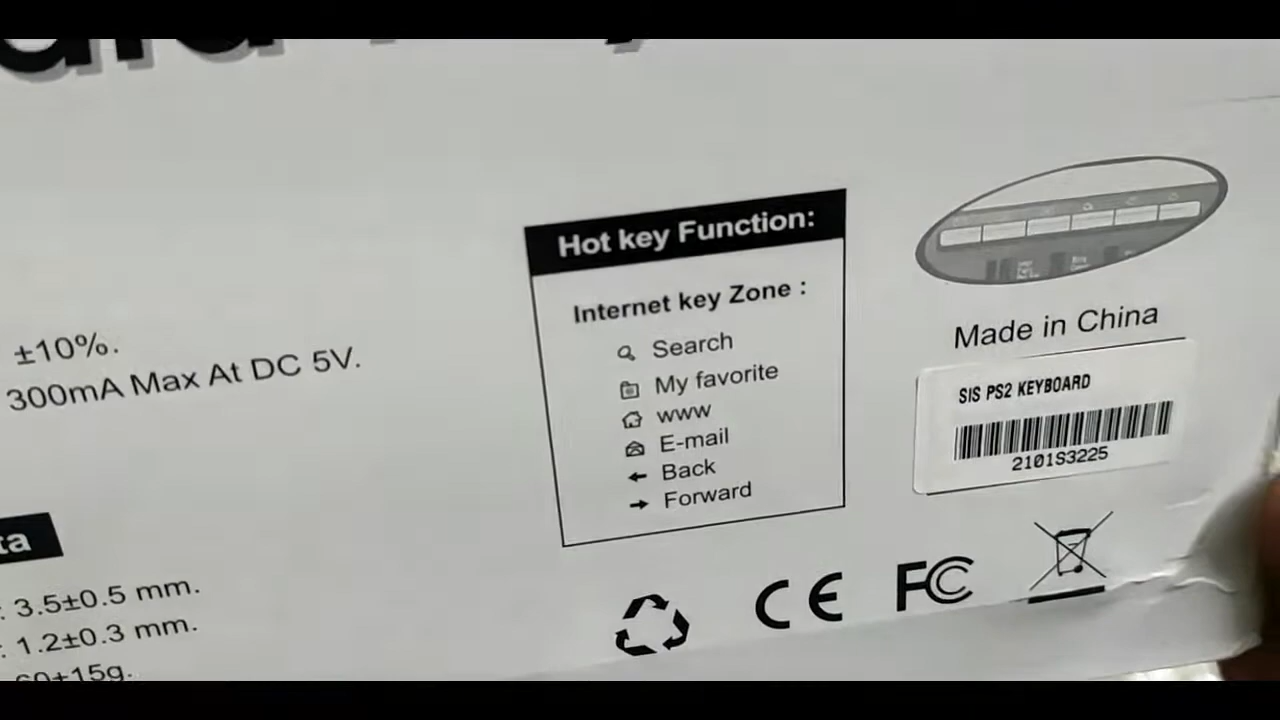 ±10%.
300mA Max At DC 5V.
ta
: 3.5±0.5 mm.
: 1.2±0.3 mm.
60±15g.
Hot key Function:
Internet key Zone :
Search
My favorite
www
E-mail
Back
Forward
Made in China
SIS PS2 KEYBOARD
2101S3225
CE FC